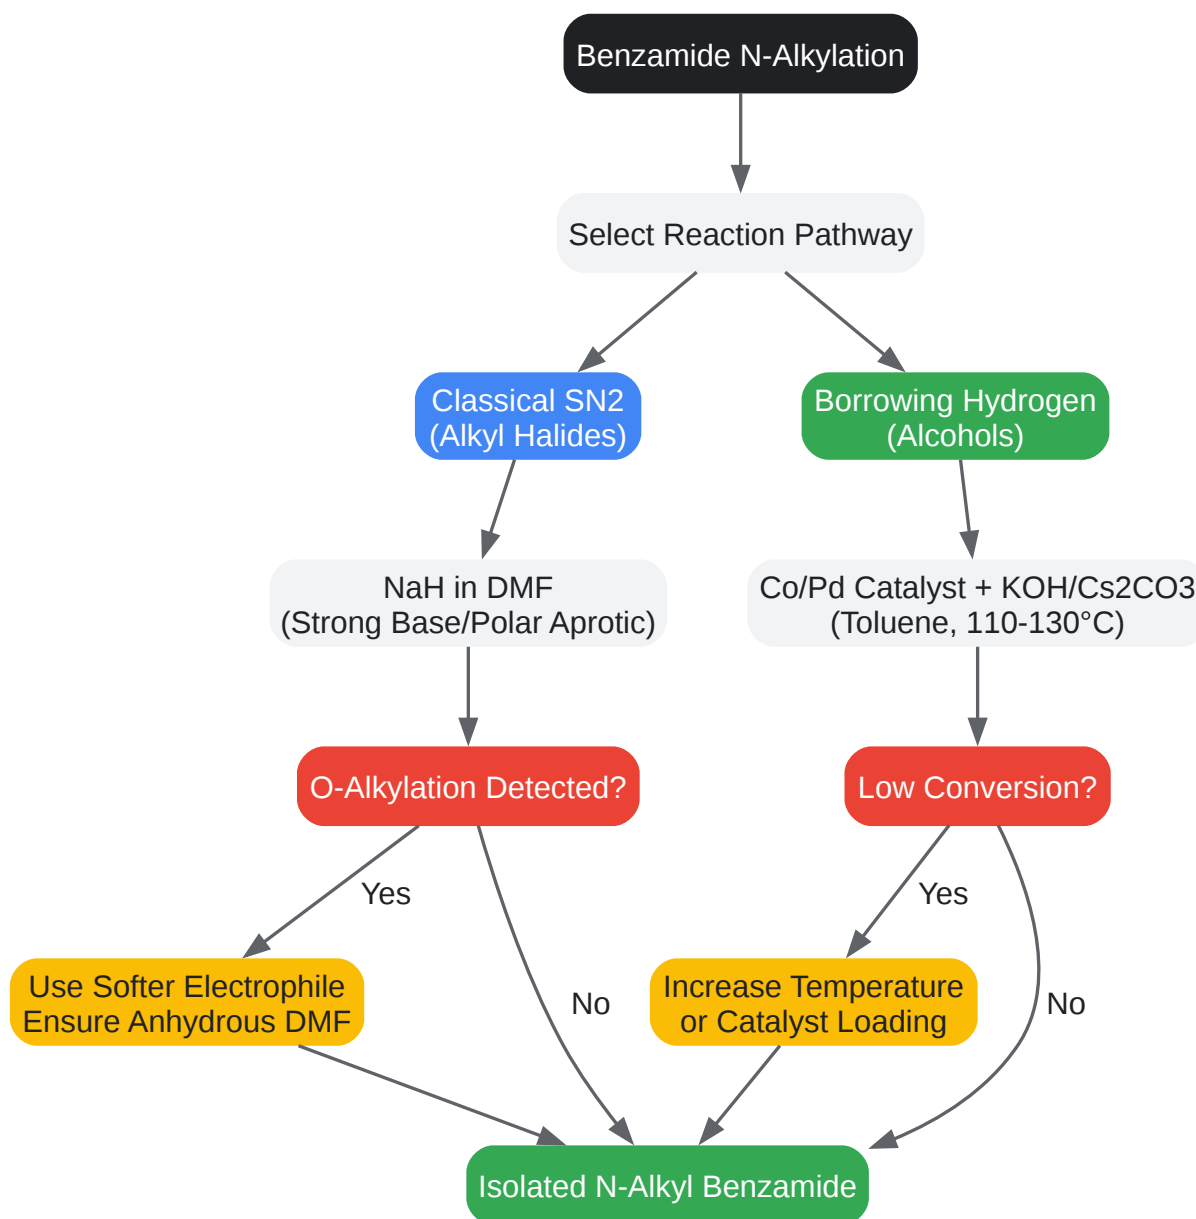 Benzamide N-Alkylation
Select Reaction Pathway
Classical SN2
(Alkyl Halides)
Borrowing Hydrogen
(Alcohols)
NaH in DMF
(Strong Base/Polar Aprotic)
Co/Pd Catalyst + KOH/Cs2CO3
(Toluene, 110-130°C)
O-Alkylation Detected?
Low Conversion?
Yes
Yes
Use Softer Electrophile
Ensure Anhydrous DMF
No
Increase Temperature
or Catalyst Loading
No
Isolated N-Alkyl Benzamide